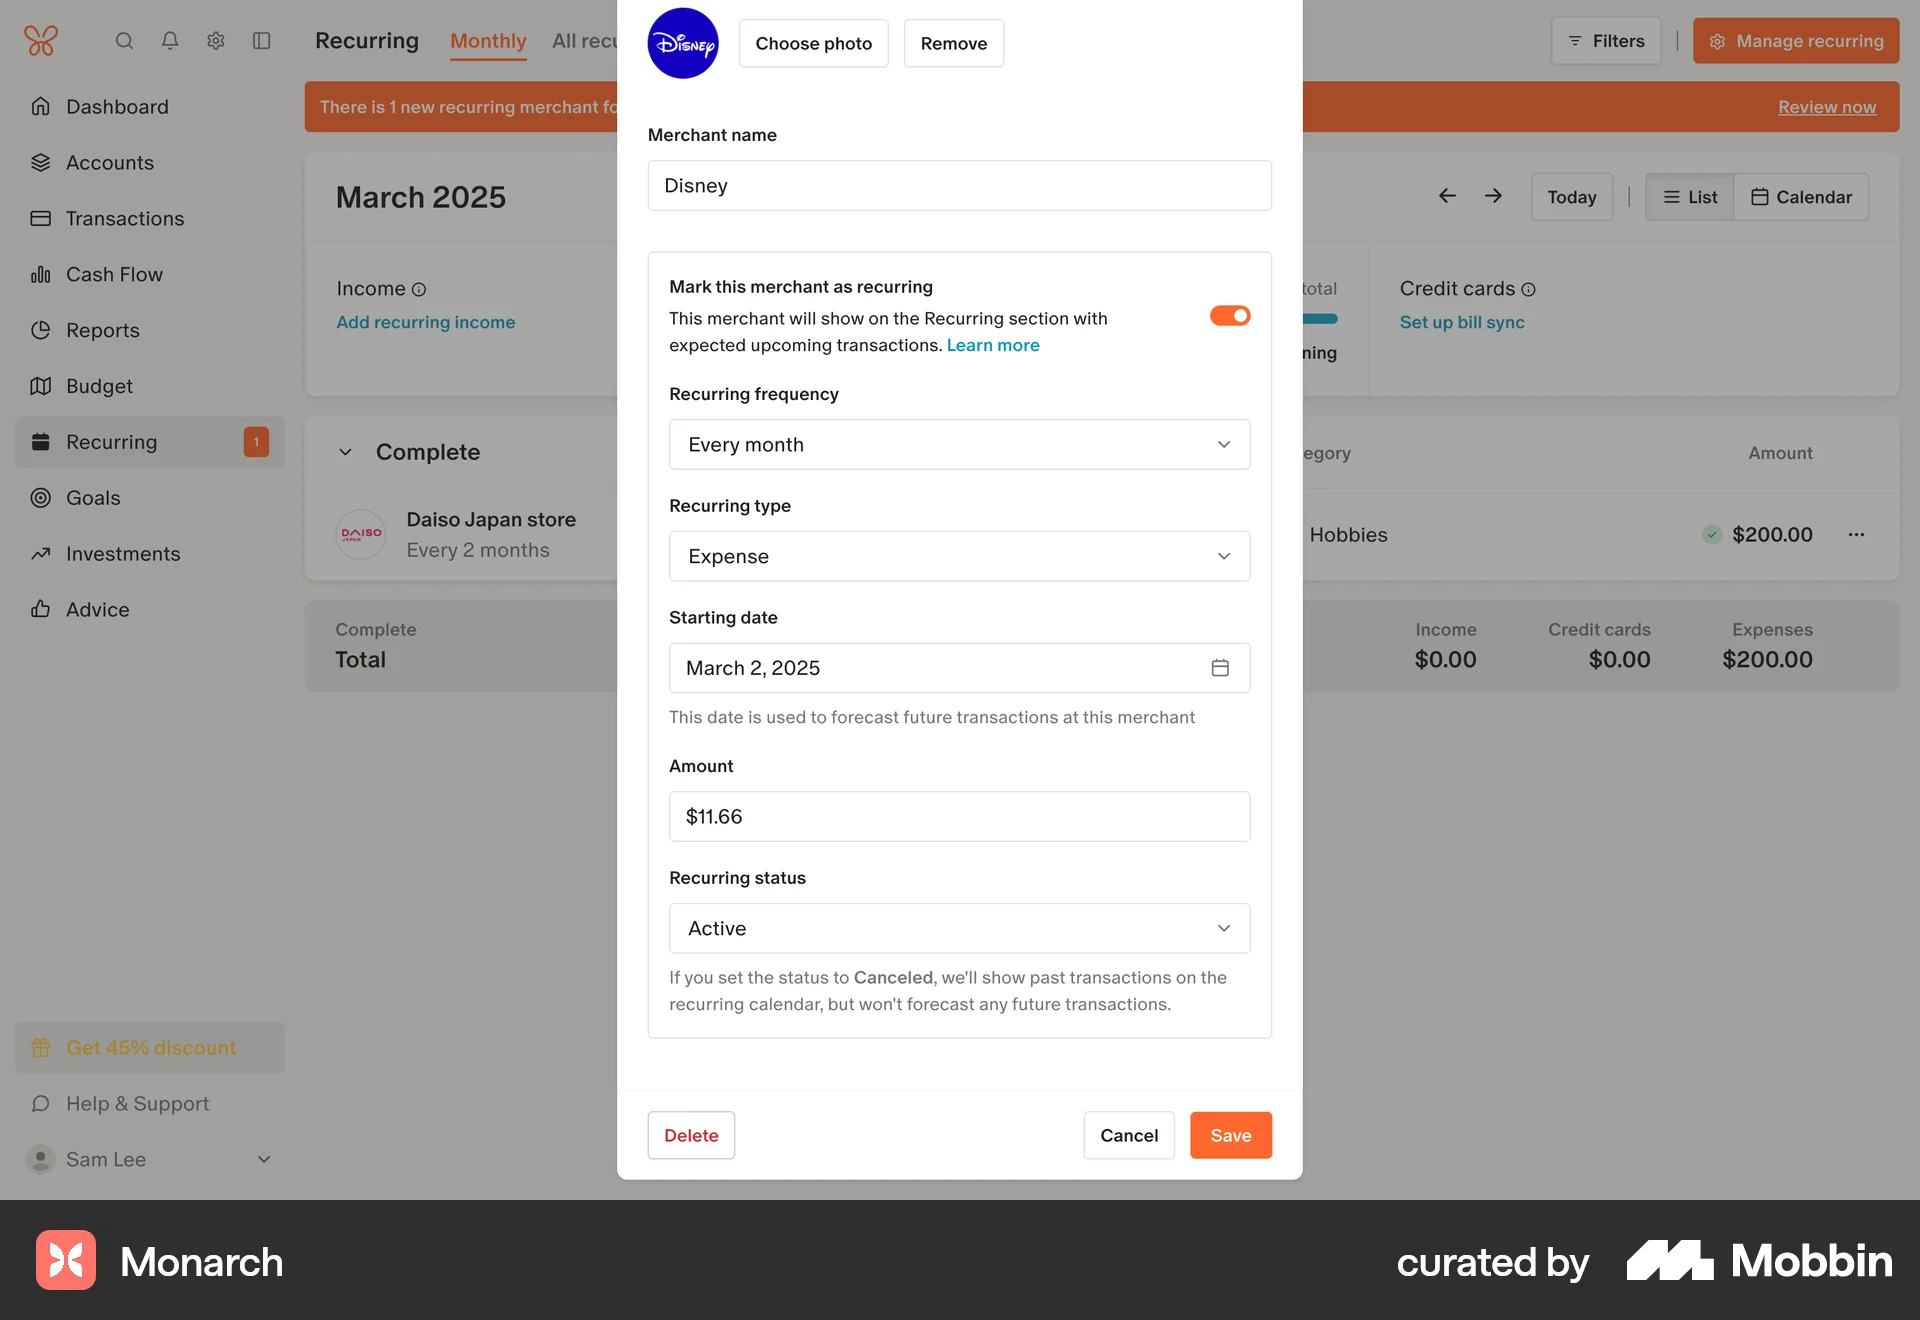 Recurring
Monthly
All recu
Filters
Manage recurring
There is 1 new recurring merchant fo
Review now
Dashboard
Accounts
Transactions
Cash Flow
Reports
Budget
Recurring
1
Goals
Investments
Advice
Get 45% discount
Help & Support
Sam Lee
March 2025
Today
List
Calendar
Income
Add recurring income
total
ning
Credit cards
Set up bill sync
Complete
egory
Amount
DAISO
JAPAN
Daiso Japan store
Every 2 months
Hobbies
$200.00
Complete
Total
Income
$0.00
Credit cards
$0.00
Expenses
$200.00
Disney
Choose photo
Remove
Merchant name
Disney
Mark this merchant as recurring
This merchant will show on the Recurring section with
expected upcoming transactions. Learn more
Recurring frequency
Every month
Recurring type
Expense
Starting date
March 2, 2025
This date is used to forecast future transactions at this merchant
Amount
$11.66
Recurring status
Active
If you set the status to Canceled, we'll show past transactions on the
recurring calendar, but won't forecast any future transactions.
Delete
Cancel
Save
Monarch
curated by
Mobbin